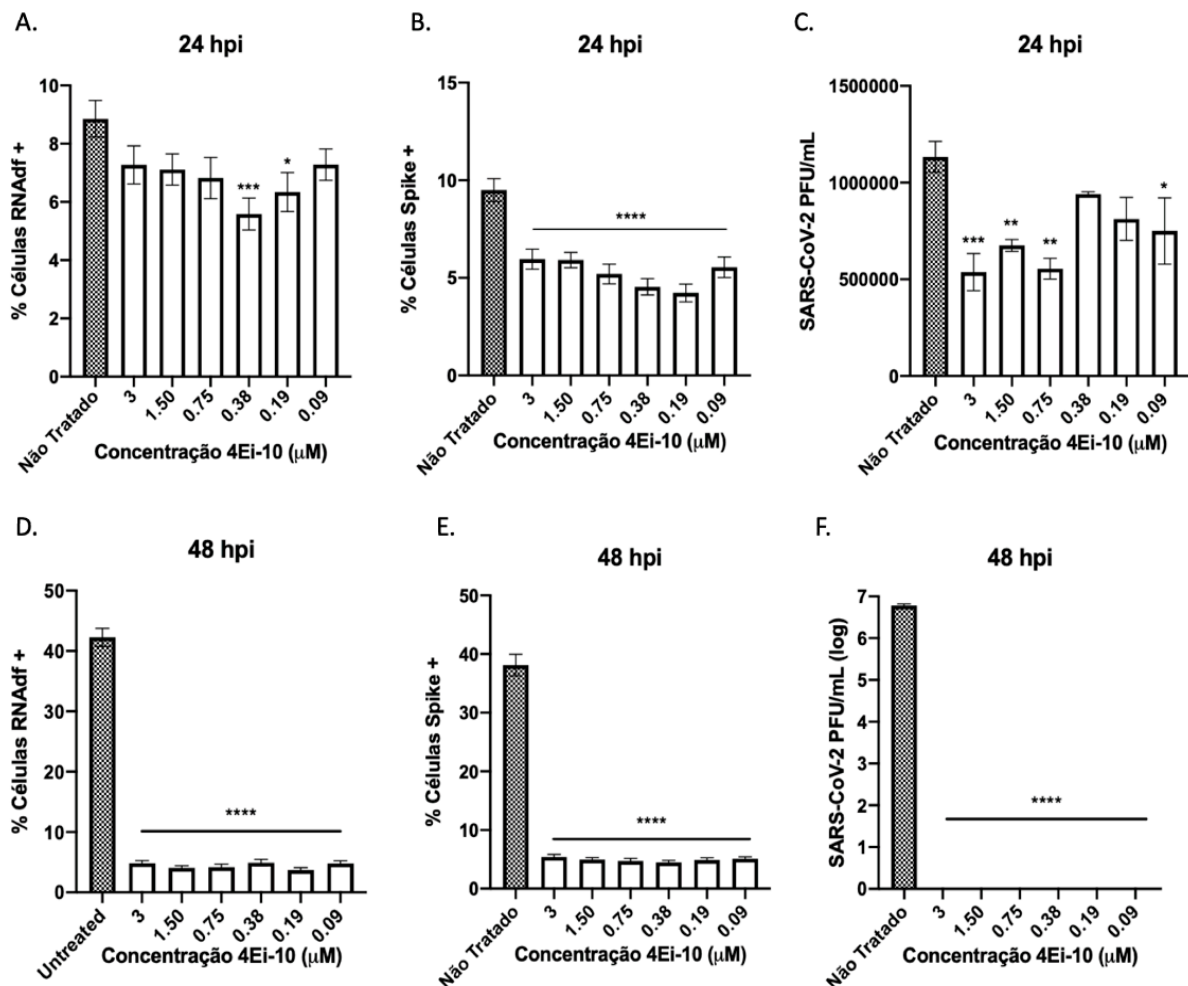 A.
24 hpi
% Células RNAdf +
10
8
6
4
2
0
***
*
Não Tratado
3
1.50
0.75
0.38
0.19
0.09
Concentração 4Ei-10 (μM)
B.
24 hpi
% Células Spike +
15
10
5
0
****
Não Tratado
3
1.50
0.75
0.38
0.19
0.09
Concentração 4Ei-10 (μM)
C.
24 hpi
SARS-CoV-2 PFU/mL
1500000
1000000
500000
0
***
**
**
*
Não Tratado
3
1.50
0.75
0.38
0.19
0.09
Concentração 4Ei-10 (μM)
D.
48 hpi
% Células RNAdf +
50
40
30
20
10
0
****
Untreated
3
1.50
0.75
0.38
0.19
0.09
Concentração 4Ei-10 (μM)
E.
48 hpi
% Células Spike +
50
40
30
20
10
0
****
Não Tratado
3
1.50
0.75
0.38
0.19
0.09
Concentração 4Ei-10 (μM)
F.
48 hpi
SARS-CoV-2 PFU/mL (log)
7
6
5
4
3
2
1
0
****
Não Tratado
3
1.50
0.75
0.38
0.19
0.09
Concentração 4Ei-10 (μM)